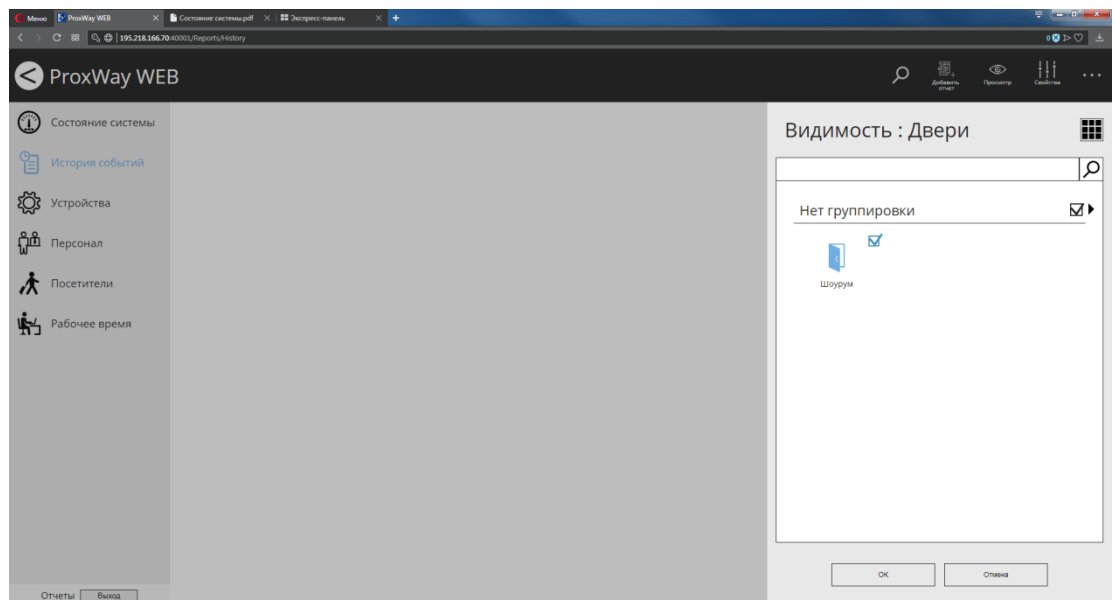 Меню
ProxWay WEB
Состояние системы.pdf
Экспресс-панель
195.218.166.70:40001/Reports/History
0
ProxWay WEB
Добавить отчет
Просмотр
Свойства
Состояние системы
История событий
Устройства
Персонал
Посетители
Рабочее время
Видимость : Двери
Нет группировки
Шоурум
OK
Отмена
Отчеты
Выход